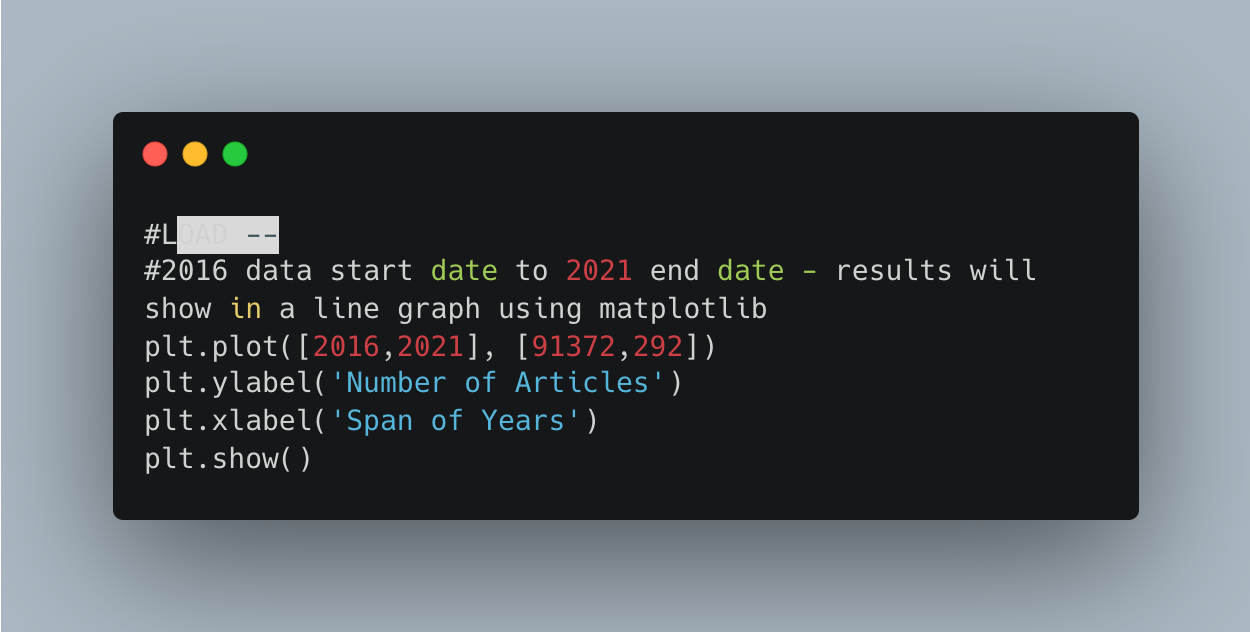 #LOAD --
#2016 data start date to 2021 end date - results will
show in a line graph using matplotlib
plt.plot([2016,2021], [91372,292])
plt.ylabel('Number of Articles')
plt.xlabel('Span of Years')
plt.show()